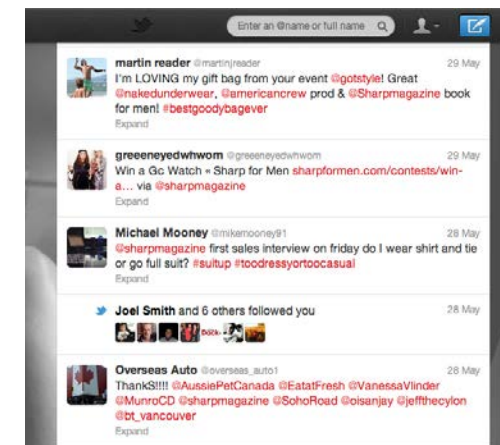 Enter an @name or full name
martin reader @martinjreader 29 May
I'm LOVING my gift bag from your event @gotstyle! Great
@nakedunderwear, @americancrew prod & @Sharpmagazine book
for men! #bestgoodybagever
Expand
greeeneyedwhwom @greeeneyedwhwom 29 May
Win a Gc Watch « Sharp for Men sharpformen.com/contests/win-
a… via @sharpmagazine
Expand
Michael Mooney @mikemooney91 28 May
@sharpmagazine first sales interview on friday do I wear shirt and tie
or go full suit? #suitup #toodressyortoocasual
Expand
Joel Smith and 6 others followed you 28 May
Overseas Auto @overseas_auto1 28 May
ThankS!!!! @AussiePetCanada @EatatFresh @VanessaVlinder
@MunroCD @sharpmagazine @SohoRoad @oisanjay @jeffthecylon
@bt_vancouver
Expand